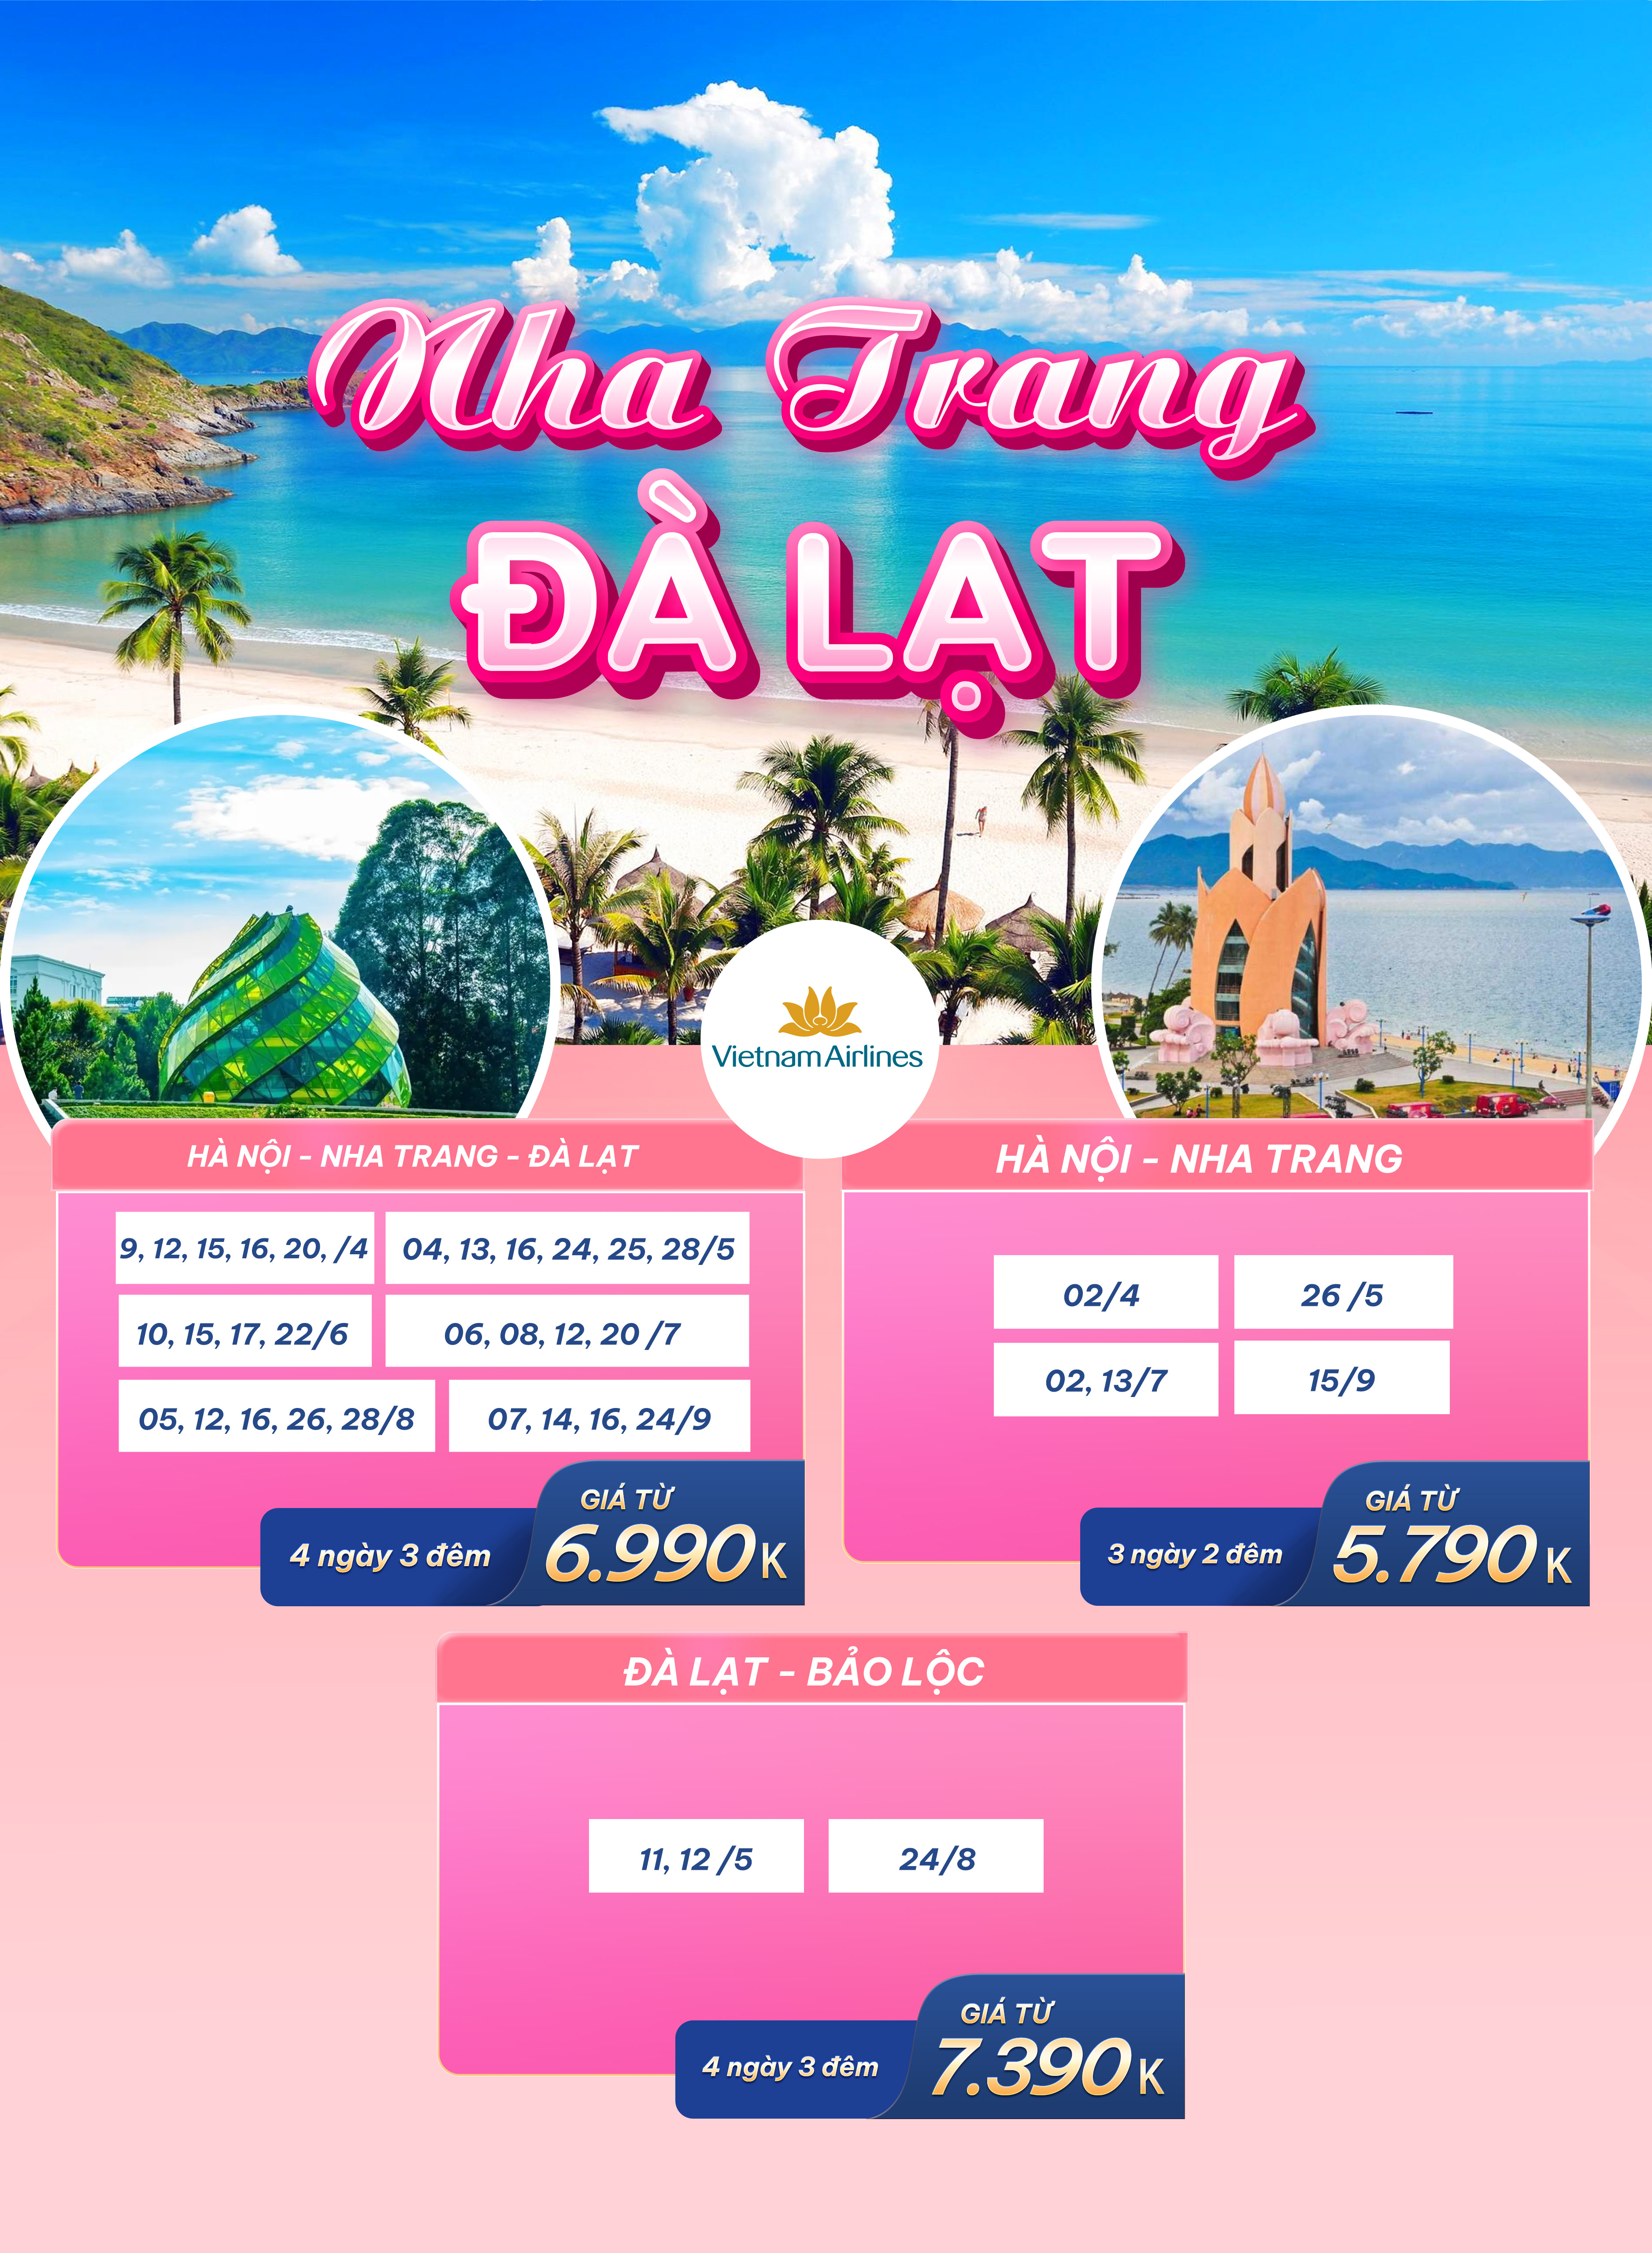 Nha Trang
ĐÀ LẠT
Vietnam Airlines
HÀ NỘI - NHA TRANG - ĐÀ LẠT
9, 12, 15, 16, 20, /4
04, 13, 16, 24, 25, 28/5
10, 15, 17, 22/6
06, 08, 12, 20 /7
05, 12, 16, 26, 28/8
07, 14, 16, 24/9
4 ngày 3 đêm
GIÁ TỪ
6.990 K
HÀ NỘI - NHA TRANG
02/4
26 /5
02, 13/7
15/9
3 ngày 2 đêm
GIÁ TỪ
5.790 K
ĐÀ LẠT - BẢO LỘC
11, 12 /5
24/8
4 ngày 3 đêm
GIÁ TỪ
7.390 K